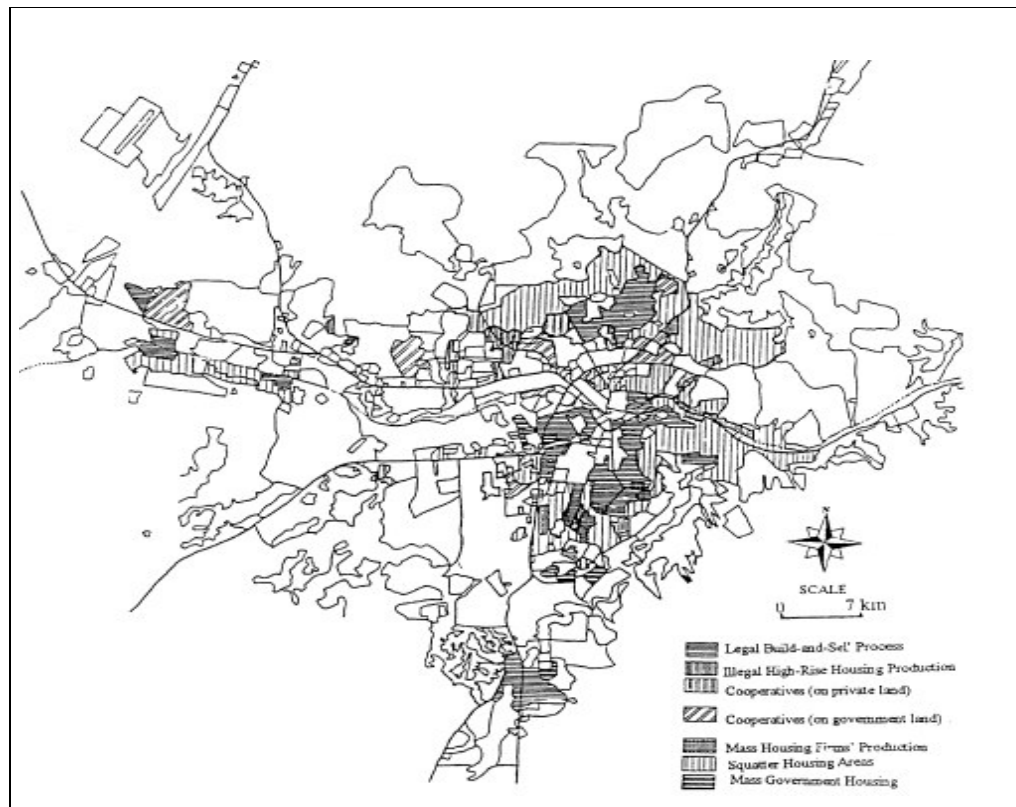 N
SCALE
0 7 km
Legal Build-and-Sel' Process
Illegal High-Rise Housing Production
Cooperatives (on private land)
Cooperatives (on government land)
Mass Housing Firms' Production
Squatter Housing Areas
Mass Government Housing